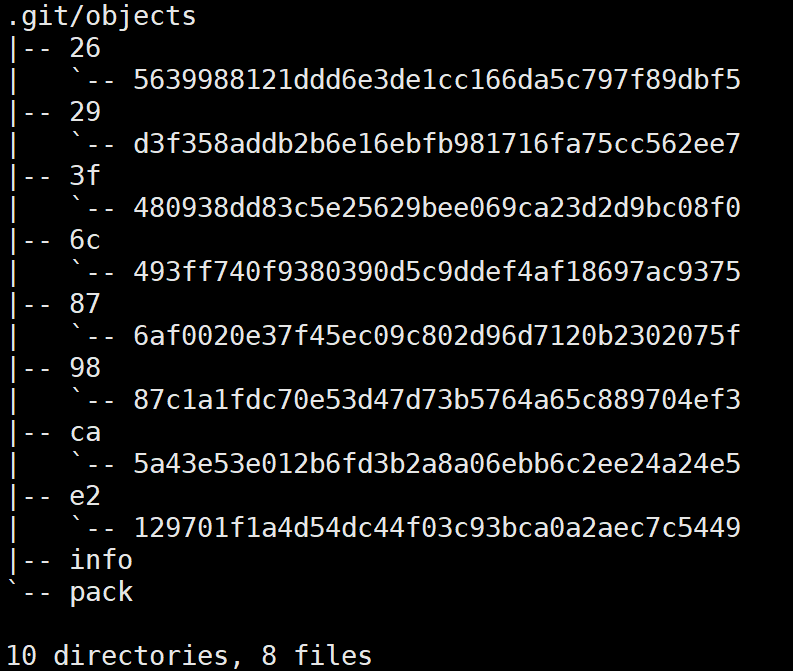 .git/objects
|-- 26
|   `-- 5639988121ddd6e3de1cc166da5c797f89dbf5
|-- 29
|   `-- d3f358addb2b6e16ebfb981716fa75cc562ee7
|-- 3f
|   `-- 480938dd83c5e25629bee069ca23d2d9bc08f0
|-- 6c
|   `-- 493ff740f9380390d5c9ddef4af18697ac9375
|-- 87
|   `-- 6af0020e37f45ec09c802d96d7120b2302075f
|-- 98
|   `-- 87c1a1fdc70e53d47d73b5764a65c889704ef3
|-- ca
|   `-- 5a43e53e012b6fd3b2a8a06ebb6c2ee24a24e5
|-- e2
|   `-- 129701f1a4d54dc44f03c93bca0a2aec7c5449
|-- info
`-- pack
10 directories, 8 files